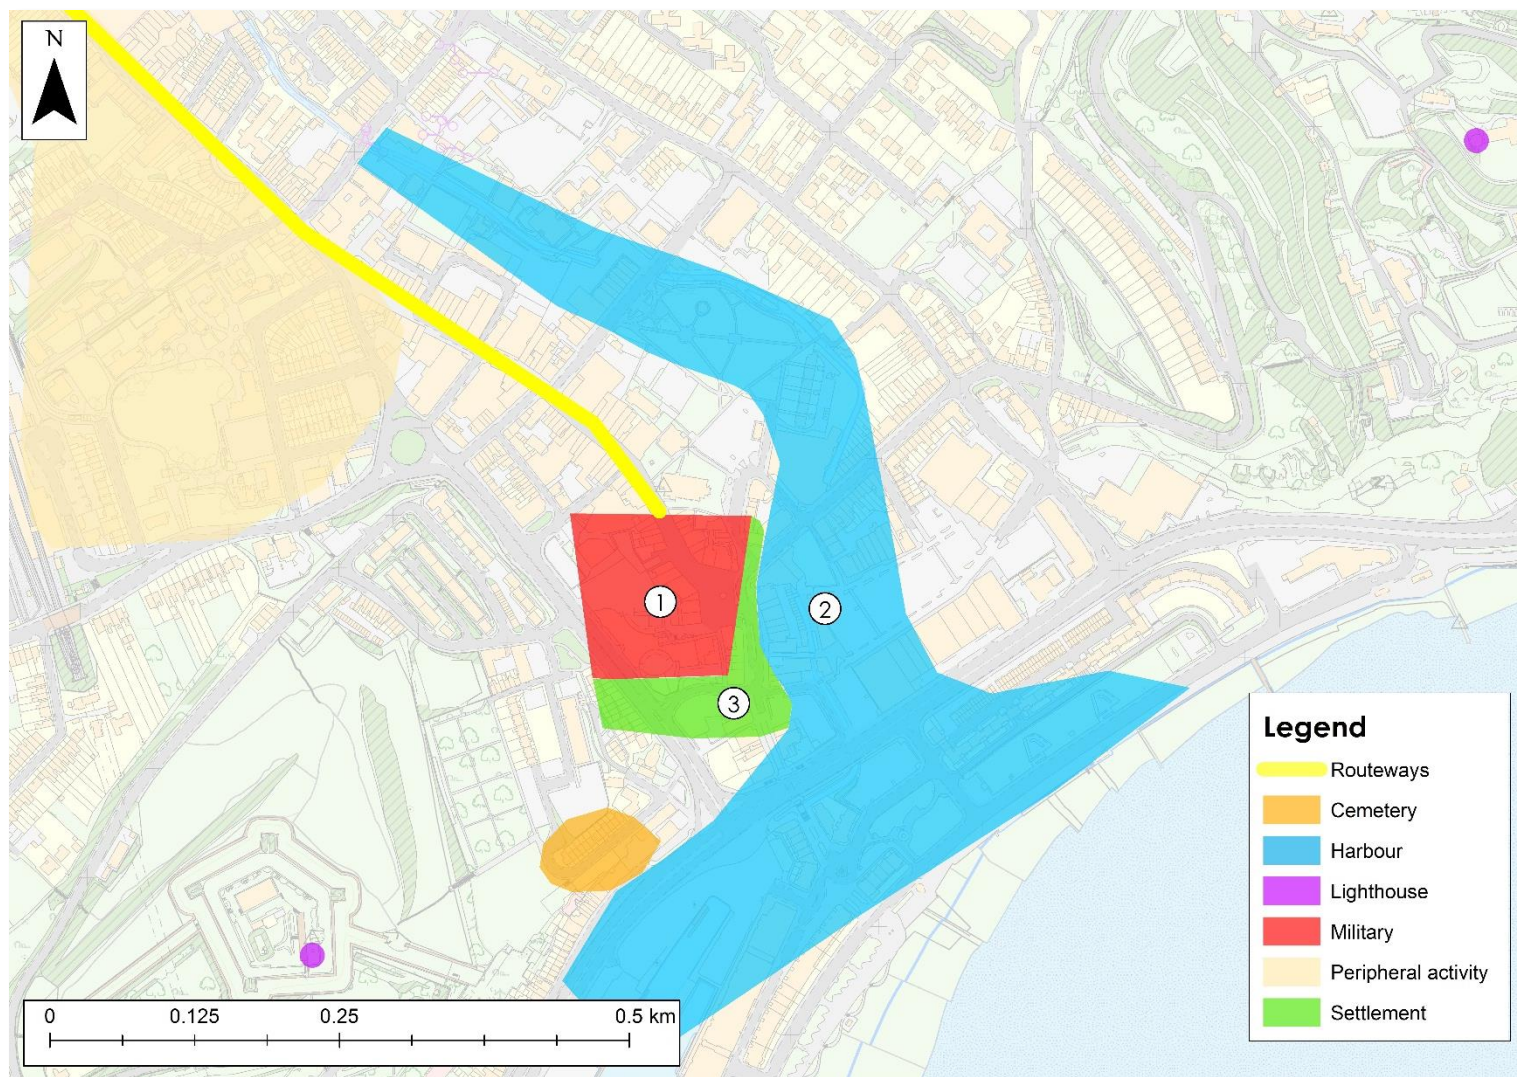 N
1
2
3
Legend
Routeways
Cemetery
Harbour
Lighthouse
Military
Peripheral activity
Settlement
0 0.125 0.25 0.5 km